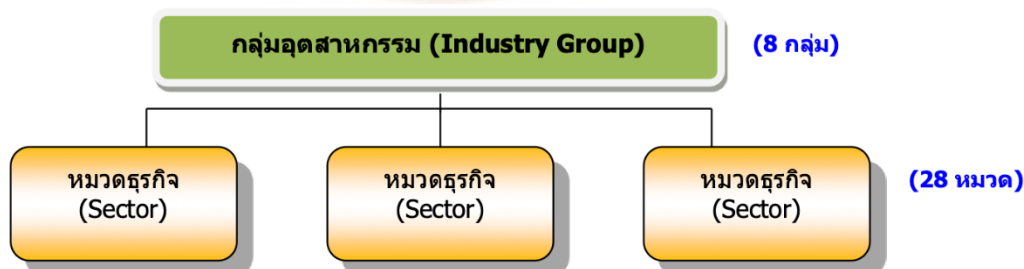 กลุ่มอุตสาหกรรม (Industry Group) (8 กลุ่ม)
หมวดธุรกิจ หมวดธุรกิจ หมวดธุรกิจ
(Sector) (Sector) (Sector) (28 หมวด)